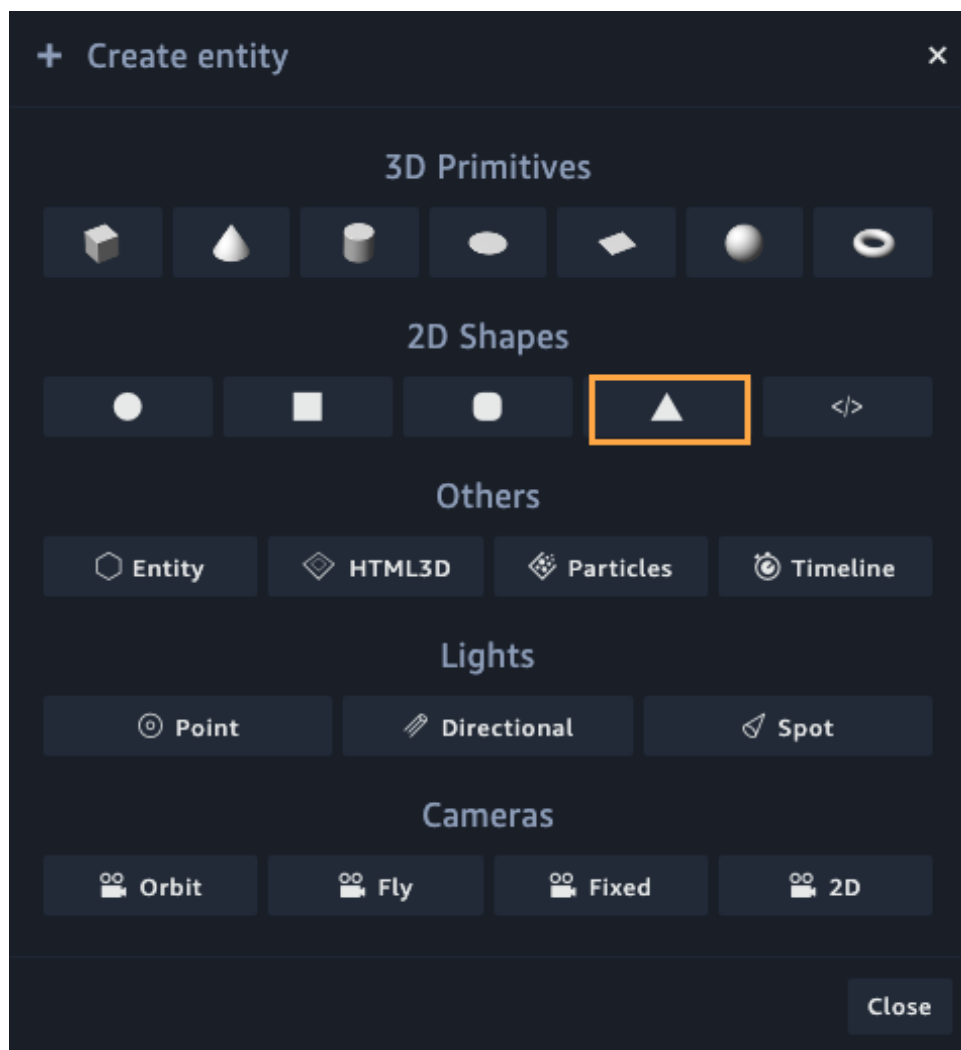 + Create entity ×
3D Primitives
2D Shapes
</>
Others
Entity HTML3D Particles Timeline
Lights
Point Directional Spot
Cameras
Orbit Fly Fixed 2D
Close